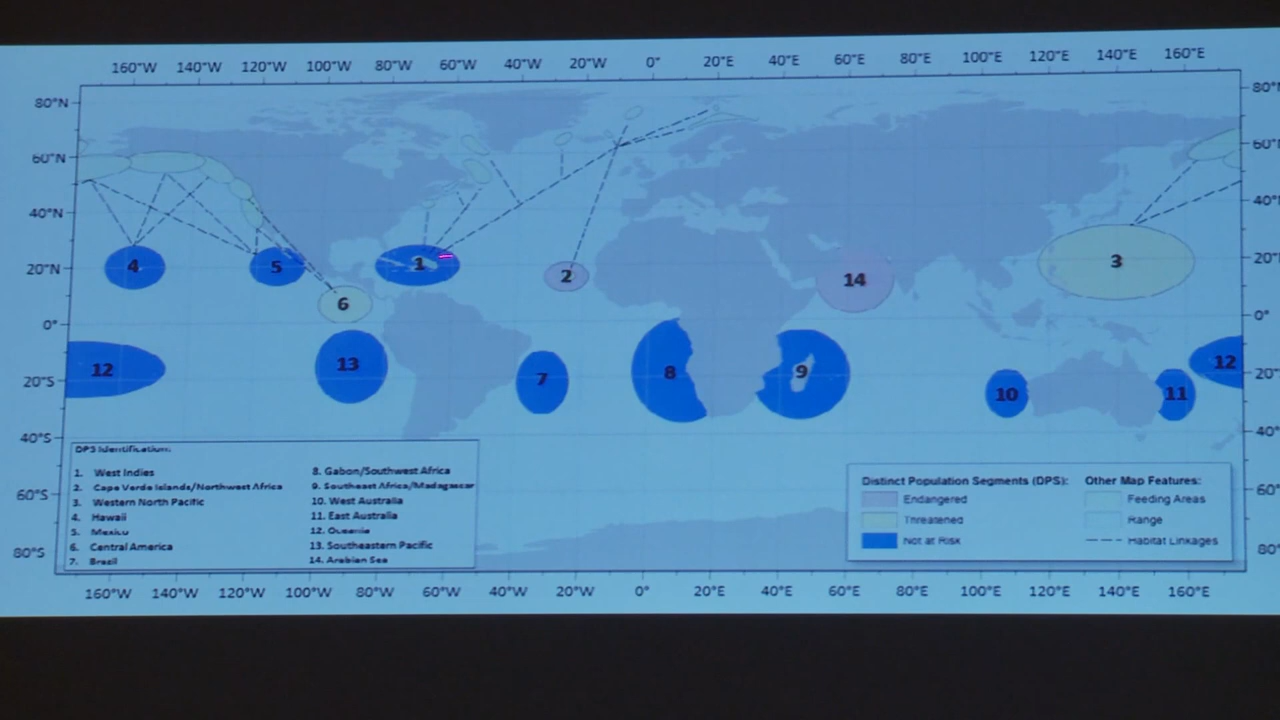 160°W 140°W 120°W 100°W 80°W 60°W 40°W 20°W 0° 20°E 40°E 60°E 80°E 100°E 120°E 140°E 160°E
80°N 80°
60°N 60°
40°N 40°
20°N 20°
0° 0°
20°S 20°
40°S 40°
60°S 60°
80°S 80°
4 5 1 2 14 3
6
12 13 7 8 9 10 11 12
DPS Identification:
1. West Indies
2. Cape Verde Islands/Northwest Africa
3. Western North Pacific
4. Hawaii
5. Mexico
6. Central America
7. Brazil
8. Gabon/Southwest Africa
9. Southeast Africa/Madagascar
10. West Australia
11. East Australia
12. Oceania
13. Southeastern Pacific
14. Arabian Sea
Distinct Population Segments (DPS):
Endangered
Threatened
Not at Risk
Other Map Features:
Feeding Areas
Range
Habitat Linkages
160°W 140°W 120°W 100°W 80°W 60°W 40°W 20°W 0° 20°E 40°E 60°E 80°E 100°E 120°E 140°E 160°E